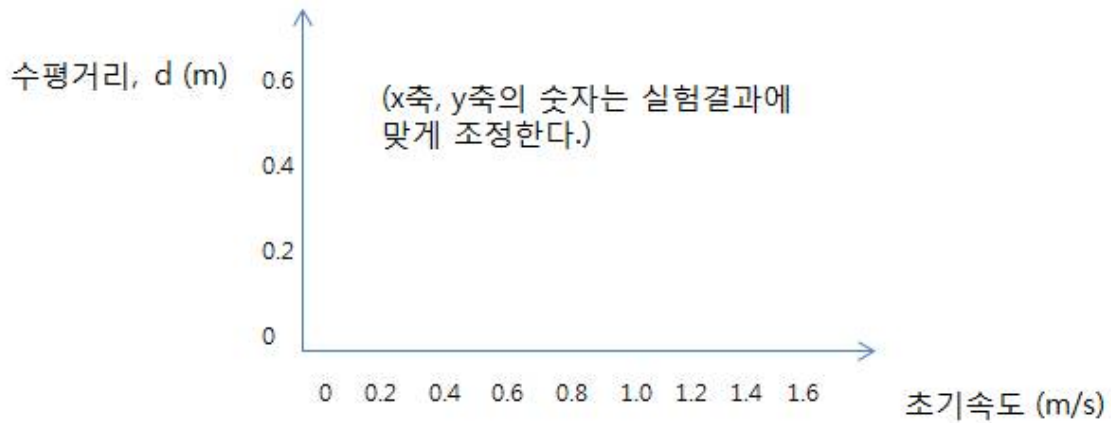 수평거리, d (m)
0.6
(x축, y축의 숫자는 실험결과에
맞게 조정한다.)
0.4
0.2
0
0 0.2 0.4 0.6 0.8 1.0 1.2 1.4 1.6
초기속도 (m/s)